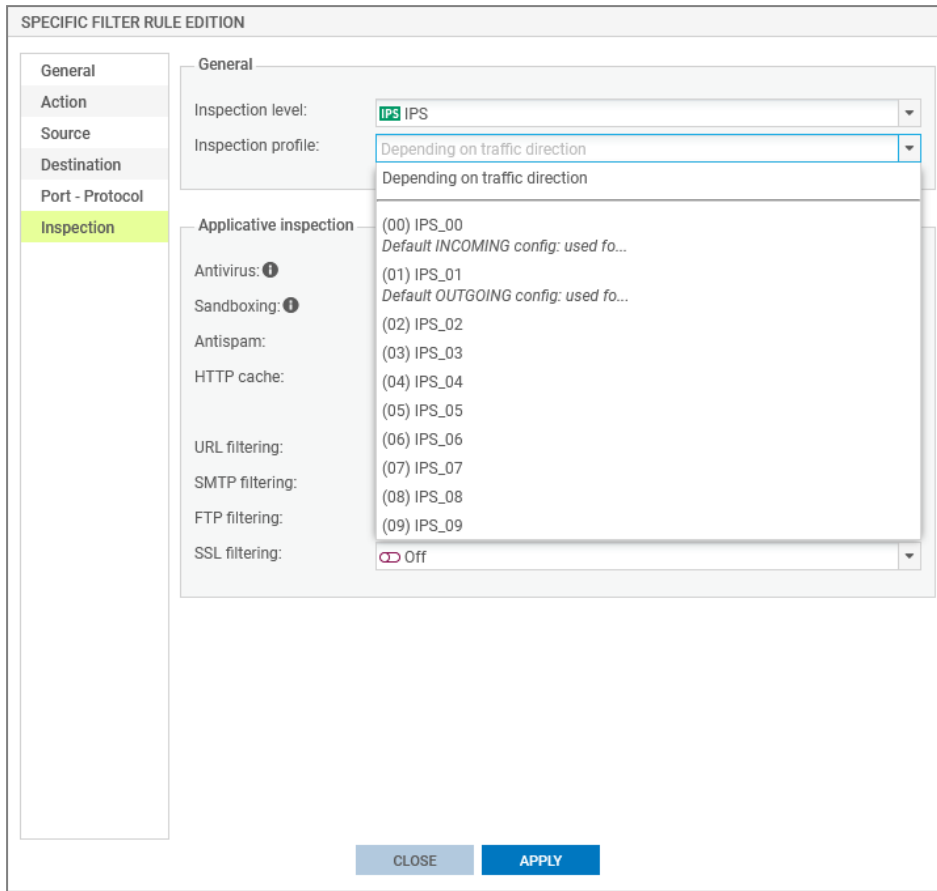 SPECIFIC FILTER RULE EDITION
General
Action
Source
Destination
Port - Protocol
Inspection
General
Inspection level:
IPS IPS
Inspection profile:
Depending on traffic direction
Depending on traffic direction
(00) IPS_00
Default INCOMING config: used fo...
(01) IPS_01
Default OUTGOING config: used fo...
(02) IPS_02
(03) IPS_03
(04) IPS_04
(05) IPS_05
(06) IPS_06
(07) IPS_07
(08) IPS_08
(09) IPS_09
Applicative inspection
Antivirus:
Sandboxing:
Antispam:
HTTP cache:
URL filtering:
SMTP filtering:
FTP filtering:
SSL filtering:
Off
CLOSE
APPLY